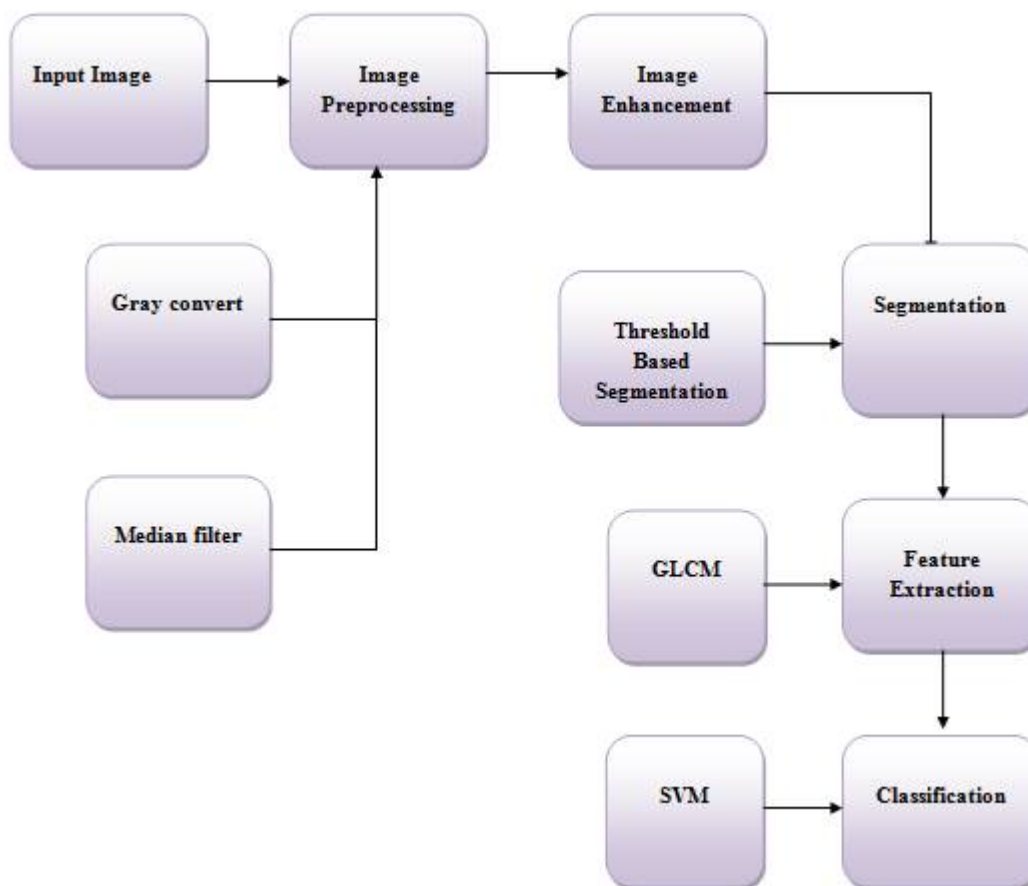 Input Image
Image
Preprocessing
Image
Enhancement
Gray convert
Segmentation
Threshold
Based
Segmentation
Median filter
GLCM
Feature
Extraction
SVM
Classification